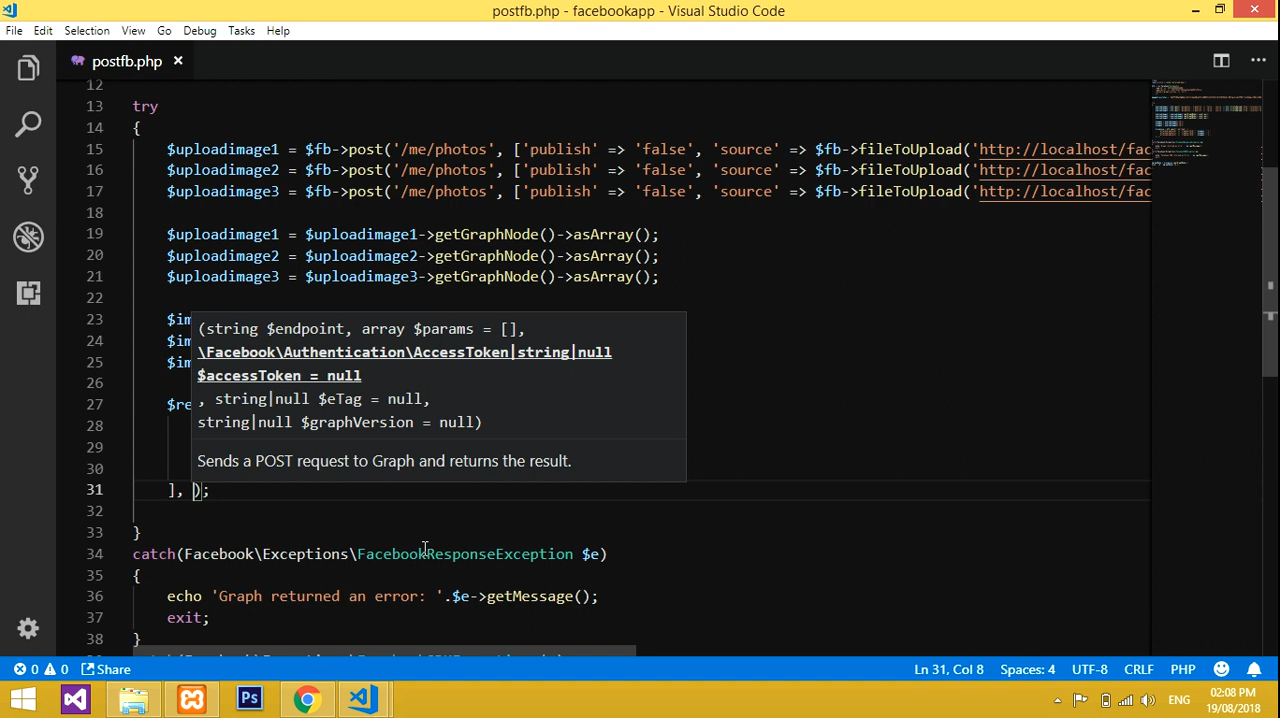 postfb.php - facebookapp - Visual Studio Code
File Edit Selection View Go Debug Tasks Help
postfb.php
12
13 try
14 {
15 $uploadimage1 = $fb->post('/me/photos', ['publish' => 'false', 'source' => $fb->fileToUpload('http://localhost/fac
16 $uploadimage2 = $fb->post('/me/photos', ['publish' => 'false', 'source' => $fb->fileToUpload('http://localhost/fac
17 $uploadimage3 = $fb->post('/me/photos', ['publish' => 'false', 'source' => $fb->fileToUpload('http://localhost/fac
18
19 $uploadimage1 = $uploadimage1->getGraphNode()->asArray();
20 $uploadimage2 = $uploadimage2->getGraphNode()->asArray();
21 $uploadimage3 = $uploadimage3->getGraphNode()->asArray();
22
23 $im
(string $endpoint, array $params = [],
24 $im
\Facebook\Authentication\AccessToken|string|null
25 $im
$accessToken = null
26
, string|null $eTag = null,
27 $re
string|null $graphVersion = null)
28
29
Sends a POST request to Graph and returns the result.
30
31 ], );
32
33 }
34 catch(Facebook\Exceptions\FacebookResponseException $e)
35 {
36 echo 'Graph returned an error: '.$e->getMessage();
37 exit;
38 }
0 0 Share Ln 31, Col 8 Spaces: 4 UTF-8 CRLF PHP
Ps ENG 02:08 PM
19/08/2018